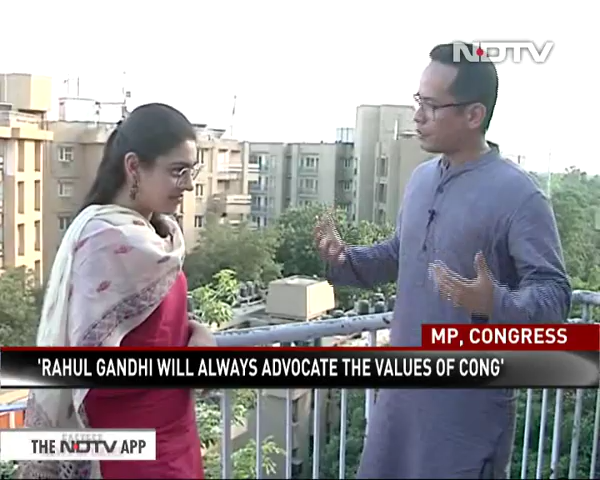 NDTV
MP, CONGRESS
'RAHUL GANDHI WILL ALWAYS ADVOCATE THE VALUES OF CONG'
THE NDTV APP